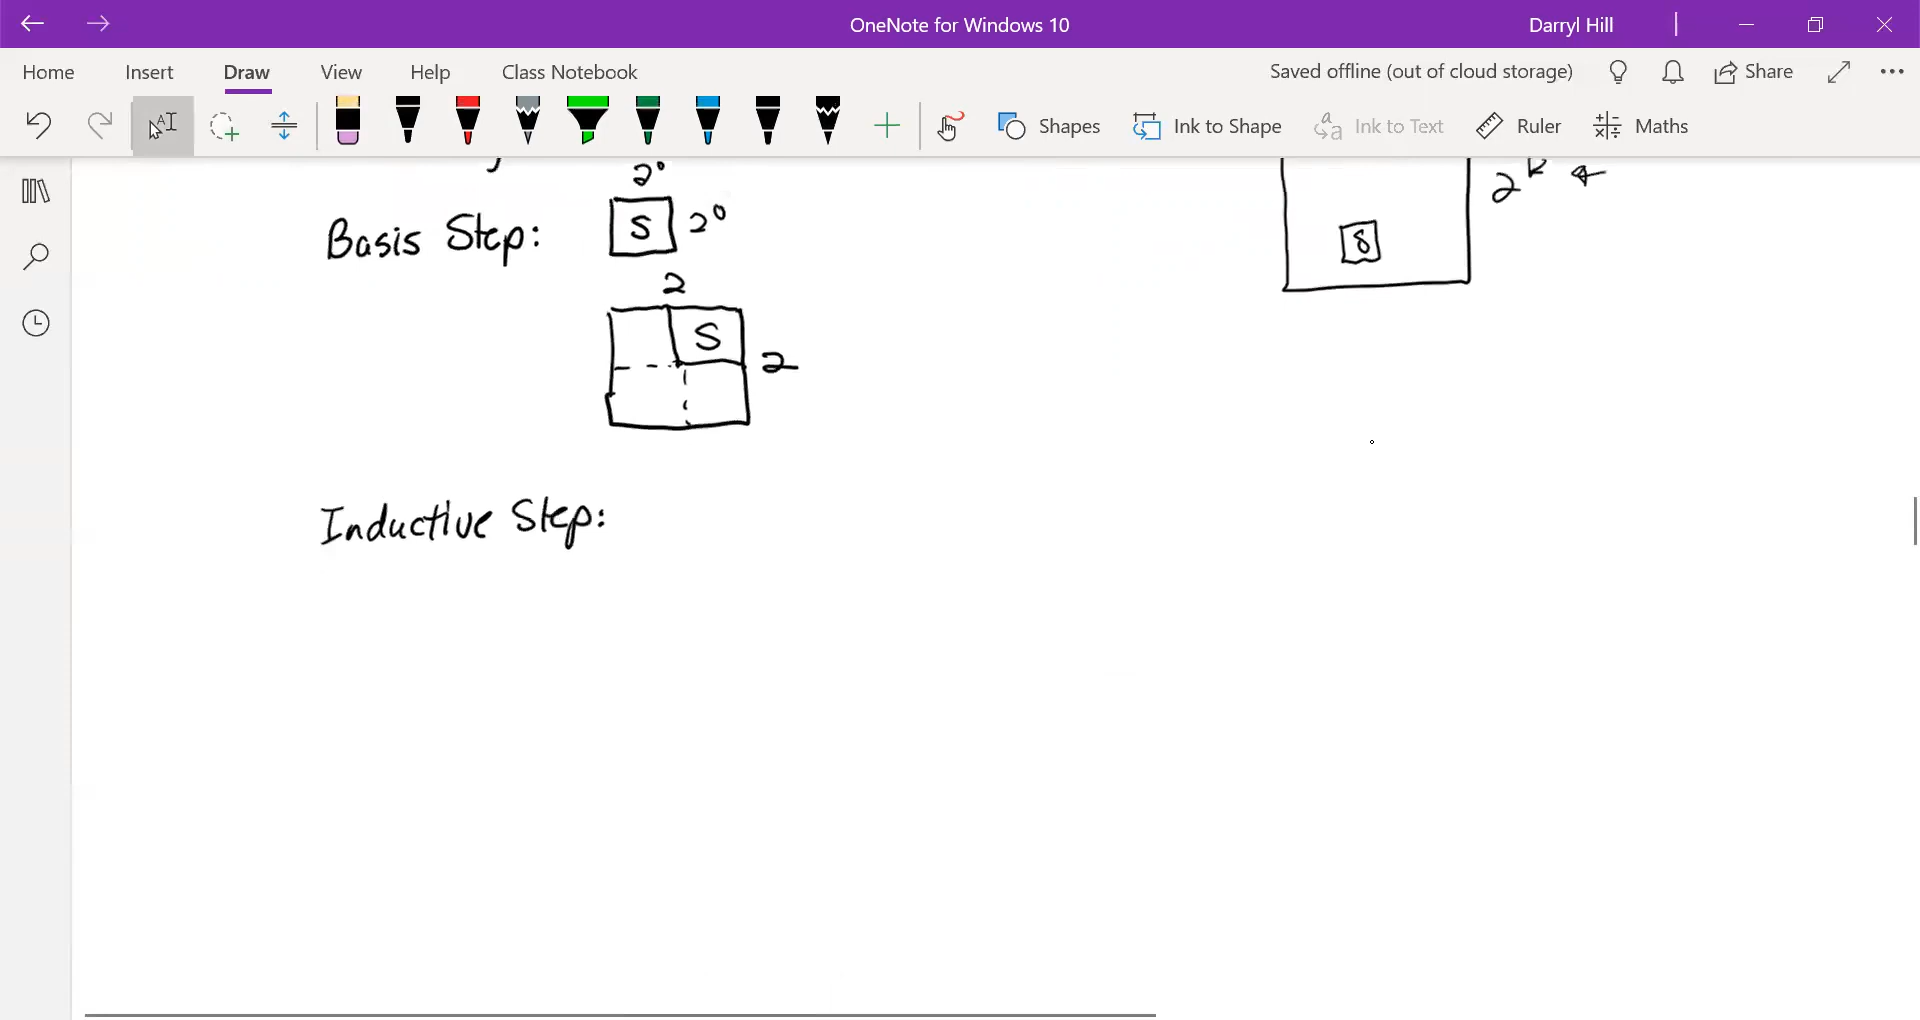 OneNote for Windows 10
Darryl Hill
Home
Insert
Draw
View
Help
Class Notebook
Saved offline (out of cloud storage)
Share
Shapes
Ink to Shape
Ink to Text
Ruler
Maths
2⁰
Basis Step:
S
2⁰
2
S
2
2ᵏ
S
Inductive Step: